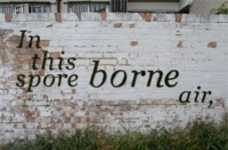 In
this
spore borne
air,